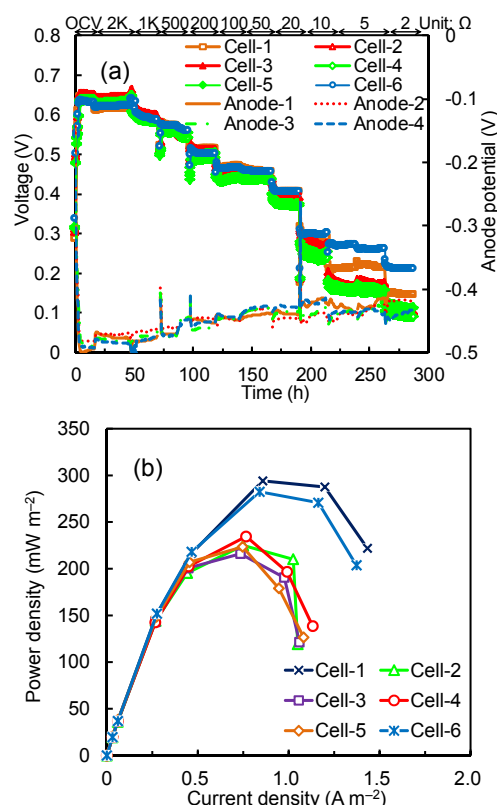 OCV 2K 1K 500 200 100 50 20 10 5 2 Unit: Ω
(a)
Cell-1 Cell-2
Cell-3 Cell-4
Cell-5 Cell-6
Anode-1 Anode-2
Anode-3 Anode-4
Voltage (V)
0.8
0.7
0.6
0.5
0.4
0.3
0.2
0.1
0
Anode potential (V)
0
-0.1
-0.2
-0.3
-0.4
-0.5
0 50 100 150 200 250 300
Time (h)
(b)
Power density (mW m⁻²)
350
300
250
200
150
100
50
0
Cell-1 Cell-2
Cell-3 Cell-4
Cell-5 Cell-6
0.0 0.5 1.0 1.5 2.0
Current density (A m⁻²)